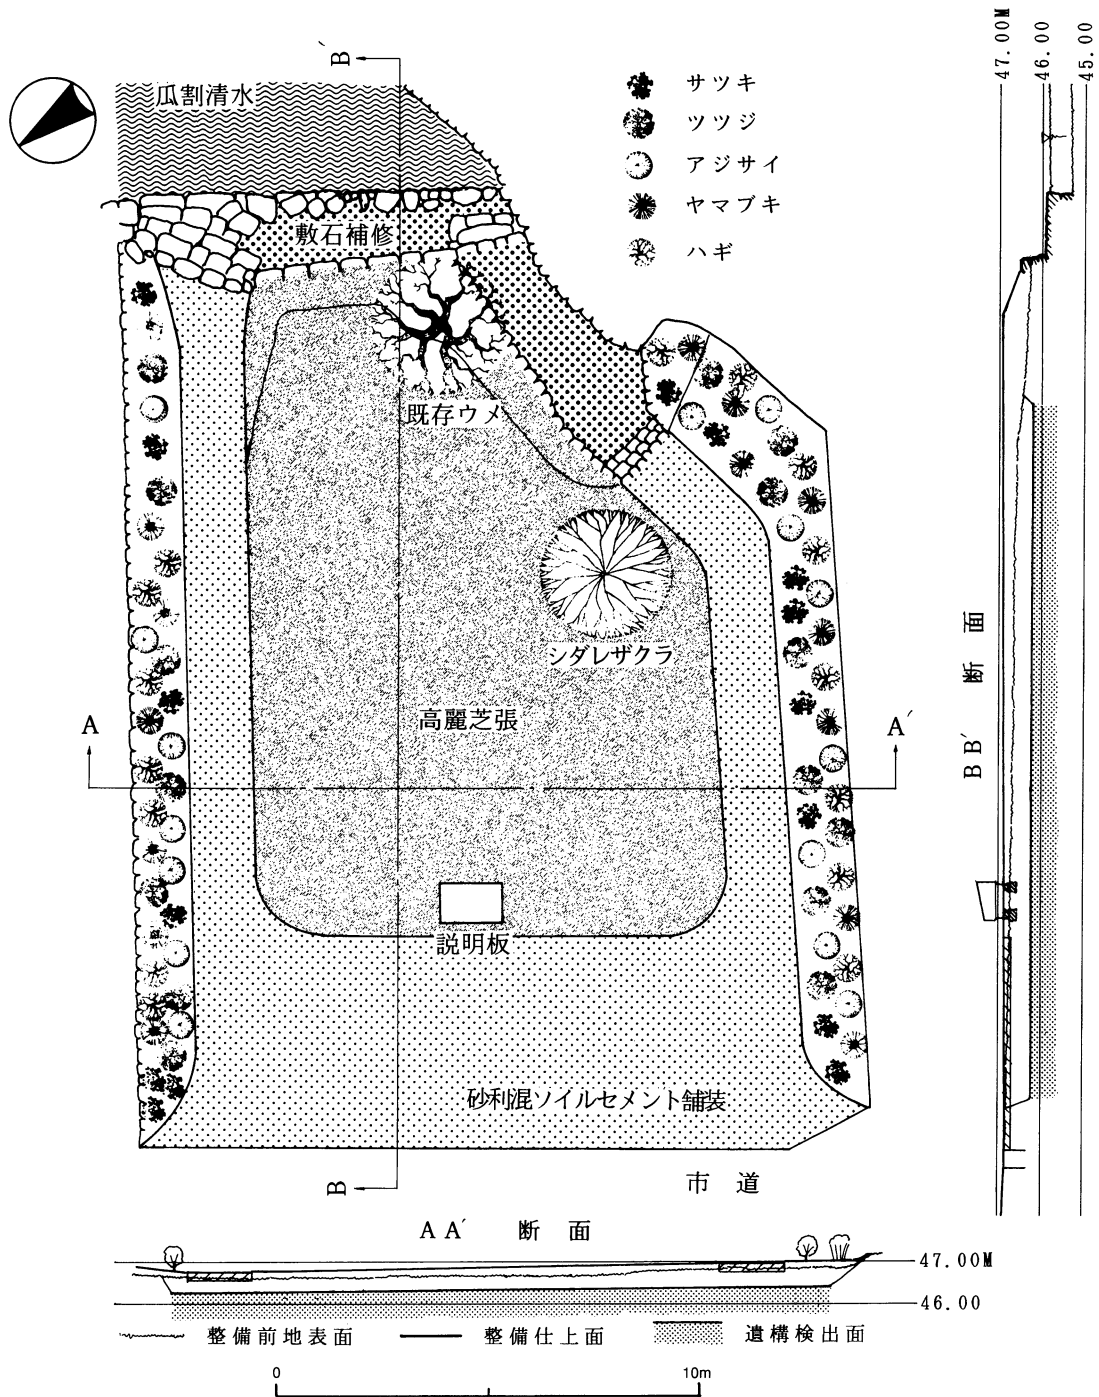 B´
瓜割清水
サツキ
ツツジ
アジサイ
ヤマブキ
ハギ
47.00M
46.00
45.00
敷石補修
既存ウメ
シダレザクラ
高麗芝張
A
A´
BB´ 断面
説明板
砂利混ソイルセメント舗装
B
市道
AA´ 断面
47.00M
46.00
整備前地表面
整備仕上面
遺構検出面
0
10m